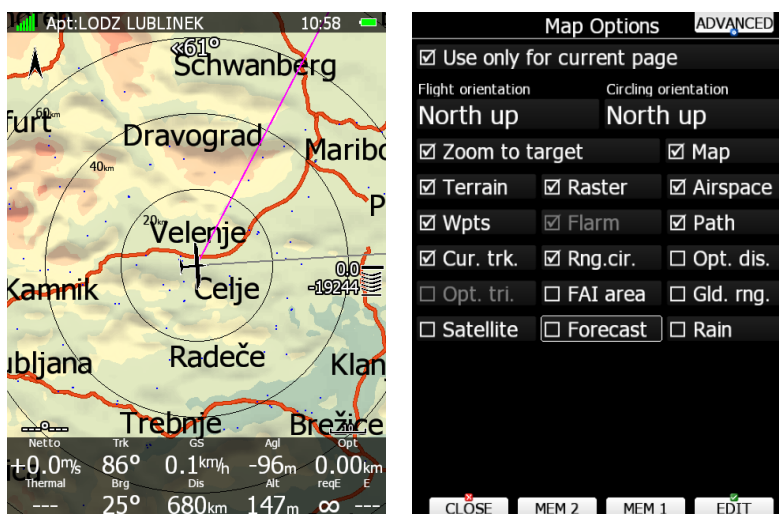 Apt:LODZ LUBLINEK 10:58
«61°
Schwanberg
60km
furt
Dravograd
Maribo
40km
P
20km
Velenje
0.0
-19244
Kamnik
Celje
ubljana
Radeče
Klan
Trebnje
Brežice
---°---
Netto Trk GS Agl Opt
+0.0m/s 86° 0.1km/h -96m 0.00km
Thermal Brg Dis Alt reqE E
--- 25° 680km 147m ∞ ---
Map Options ADVANCED
☑ Use only for current page
Flight orientation Circling orientation
North up North up
☑ Zoom to target ☑ Map
☑ Terrain ☑ Raster ☑ Airspace
☑ Wpts ☑ Flarm ☑ Path
☑ Cur. trk. ☑ Rng.cir. ☐ Opt. dis.
☐ Opt. tri. ☐ FAI area ☐ Gld. rng.
☐ Satellite ☐ Forecast ☐ Rain
CLOSE MEM 2 MEM 1 EDIT